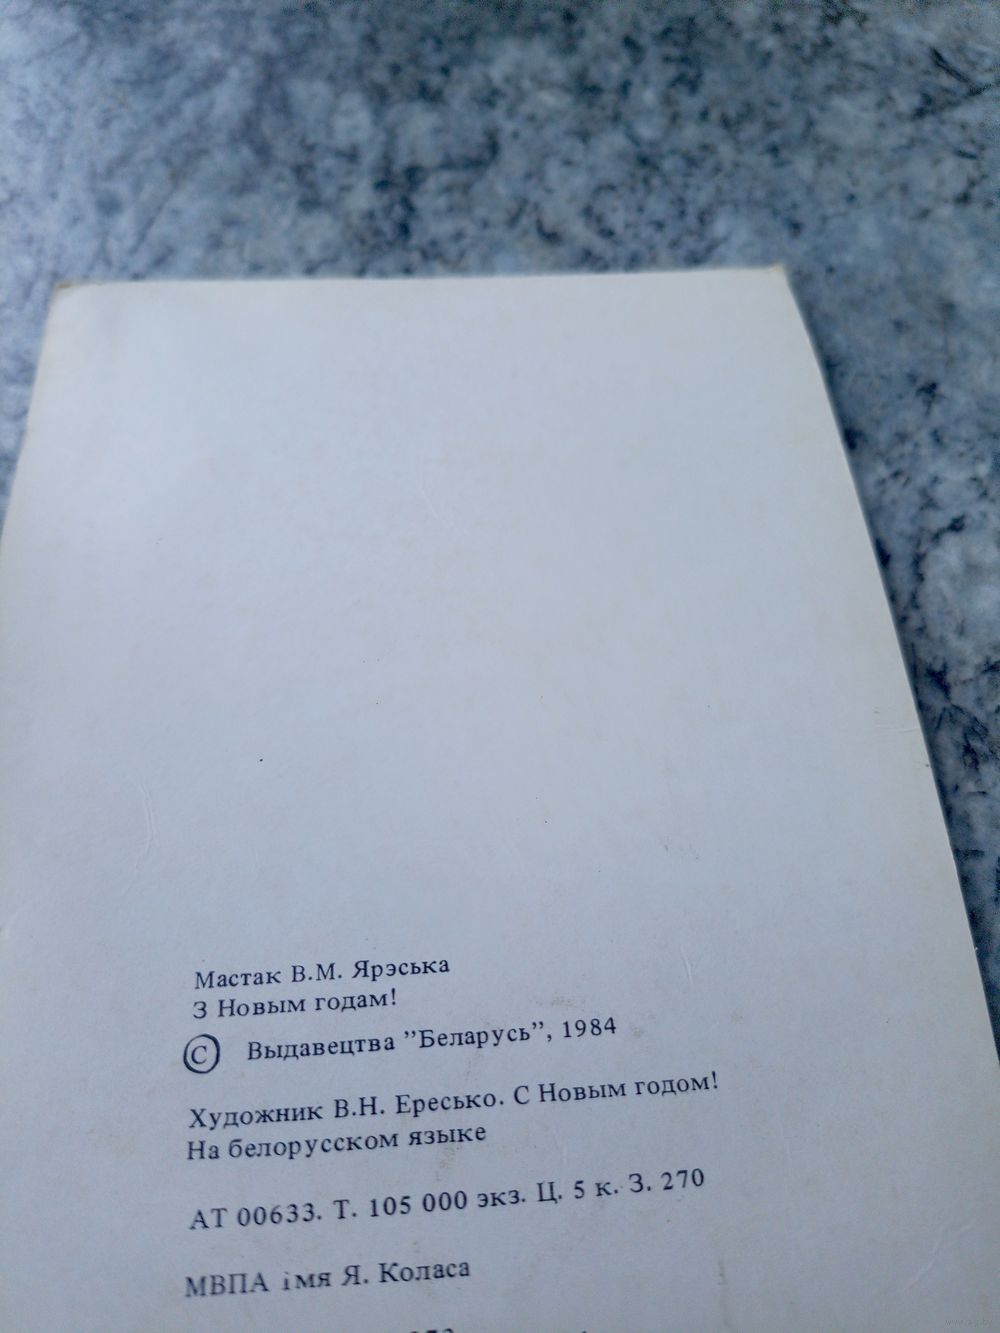 Мастак В.М. Ярэська
З Новым годам!
© Выдавецтва ”Беларусь”, 1984
Художник В.Н. Ересько. С Новым годом!
На белорусском языке
АТ 00633. Т. 105 000 экз. Ц. 5 к. З. 270
МВПА імя Я. Коласа